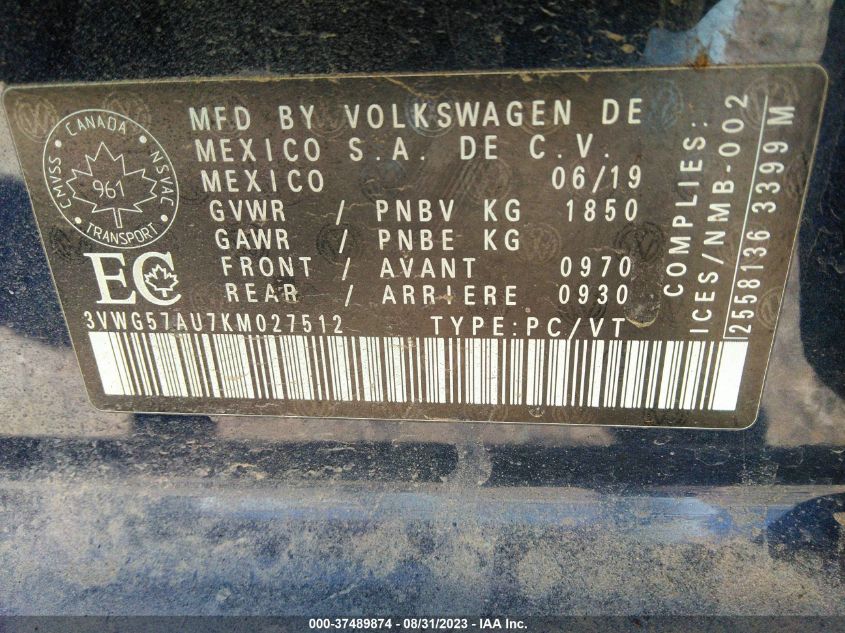 CANADA
CMVSS NSVAC
961
TRANSPORT
MFD BY VOLKSWAGEN DE
MEXICO S.A. DE C.V.
MEXICO 06/19
GVWR / PNBV KG 1850
GAWR / PNBE KG
FRONT / AVANT 0970
REAR / ARRIERE 0930
EC
3VWG57AU7KM027512 TYPE:PC/VT
COMPLIES:
ICES/NMB-002
2558136 3399 M
000-37489874 - 08/31/2023 - IAA Inc.